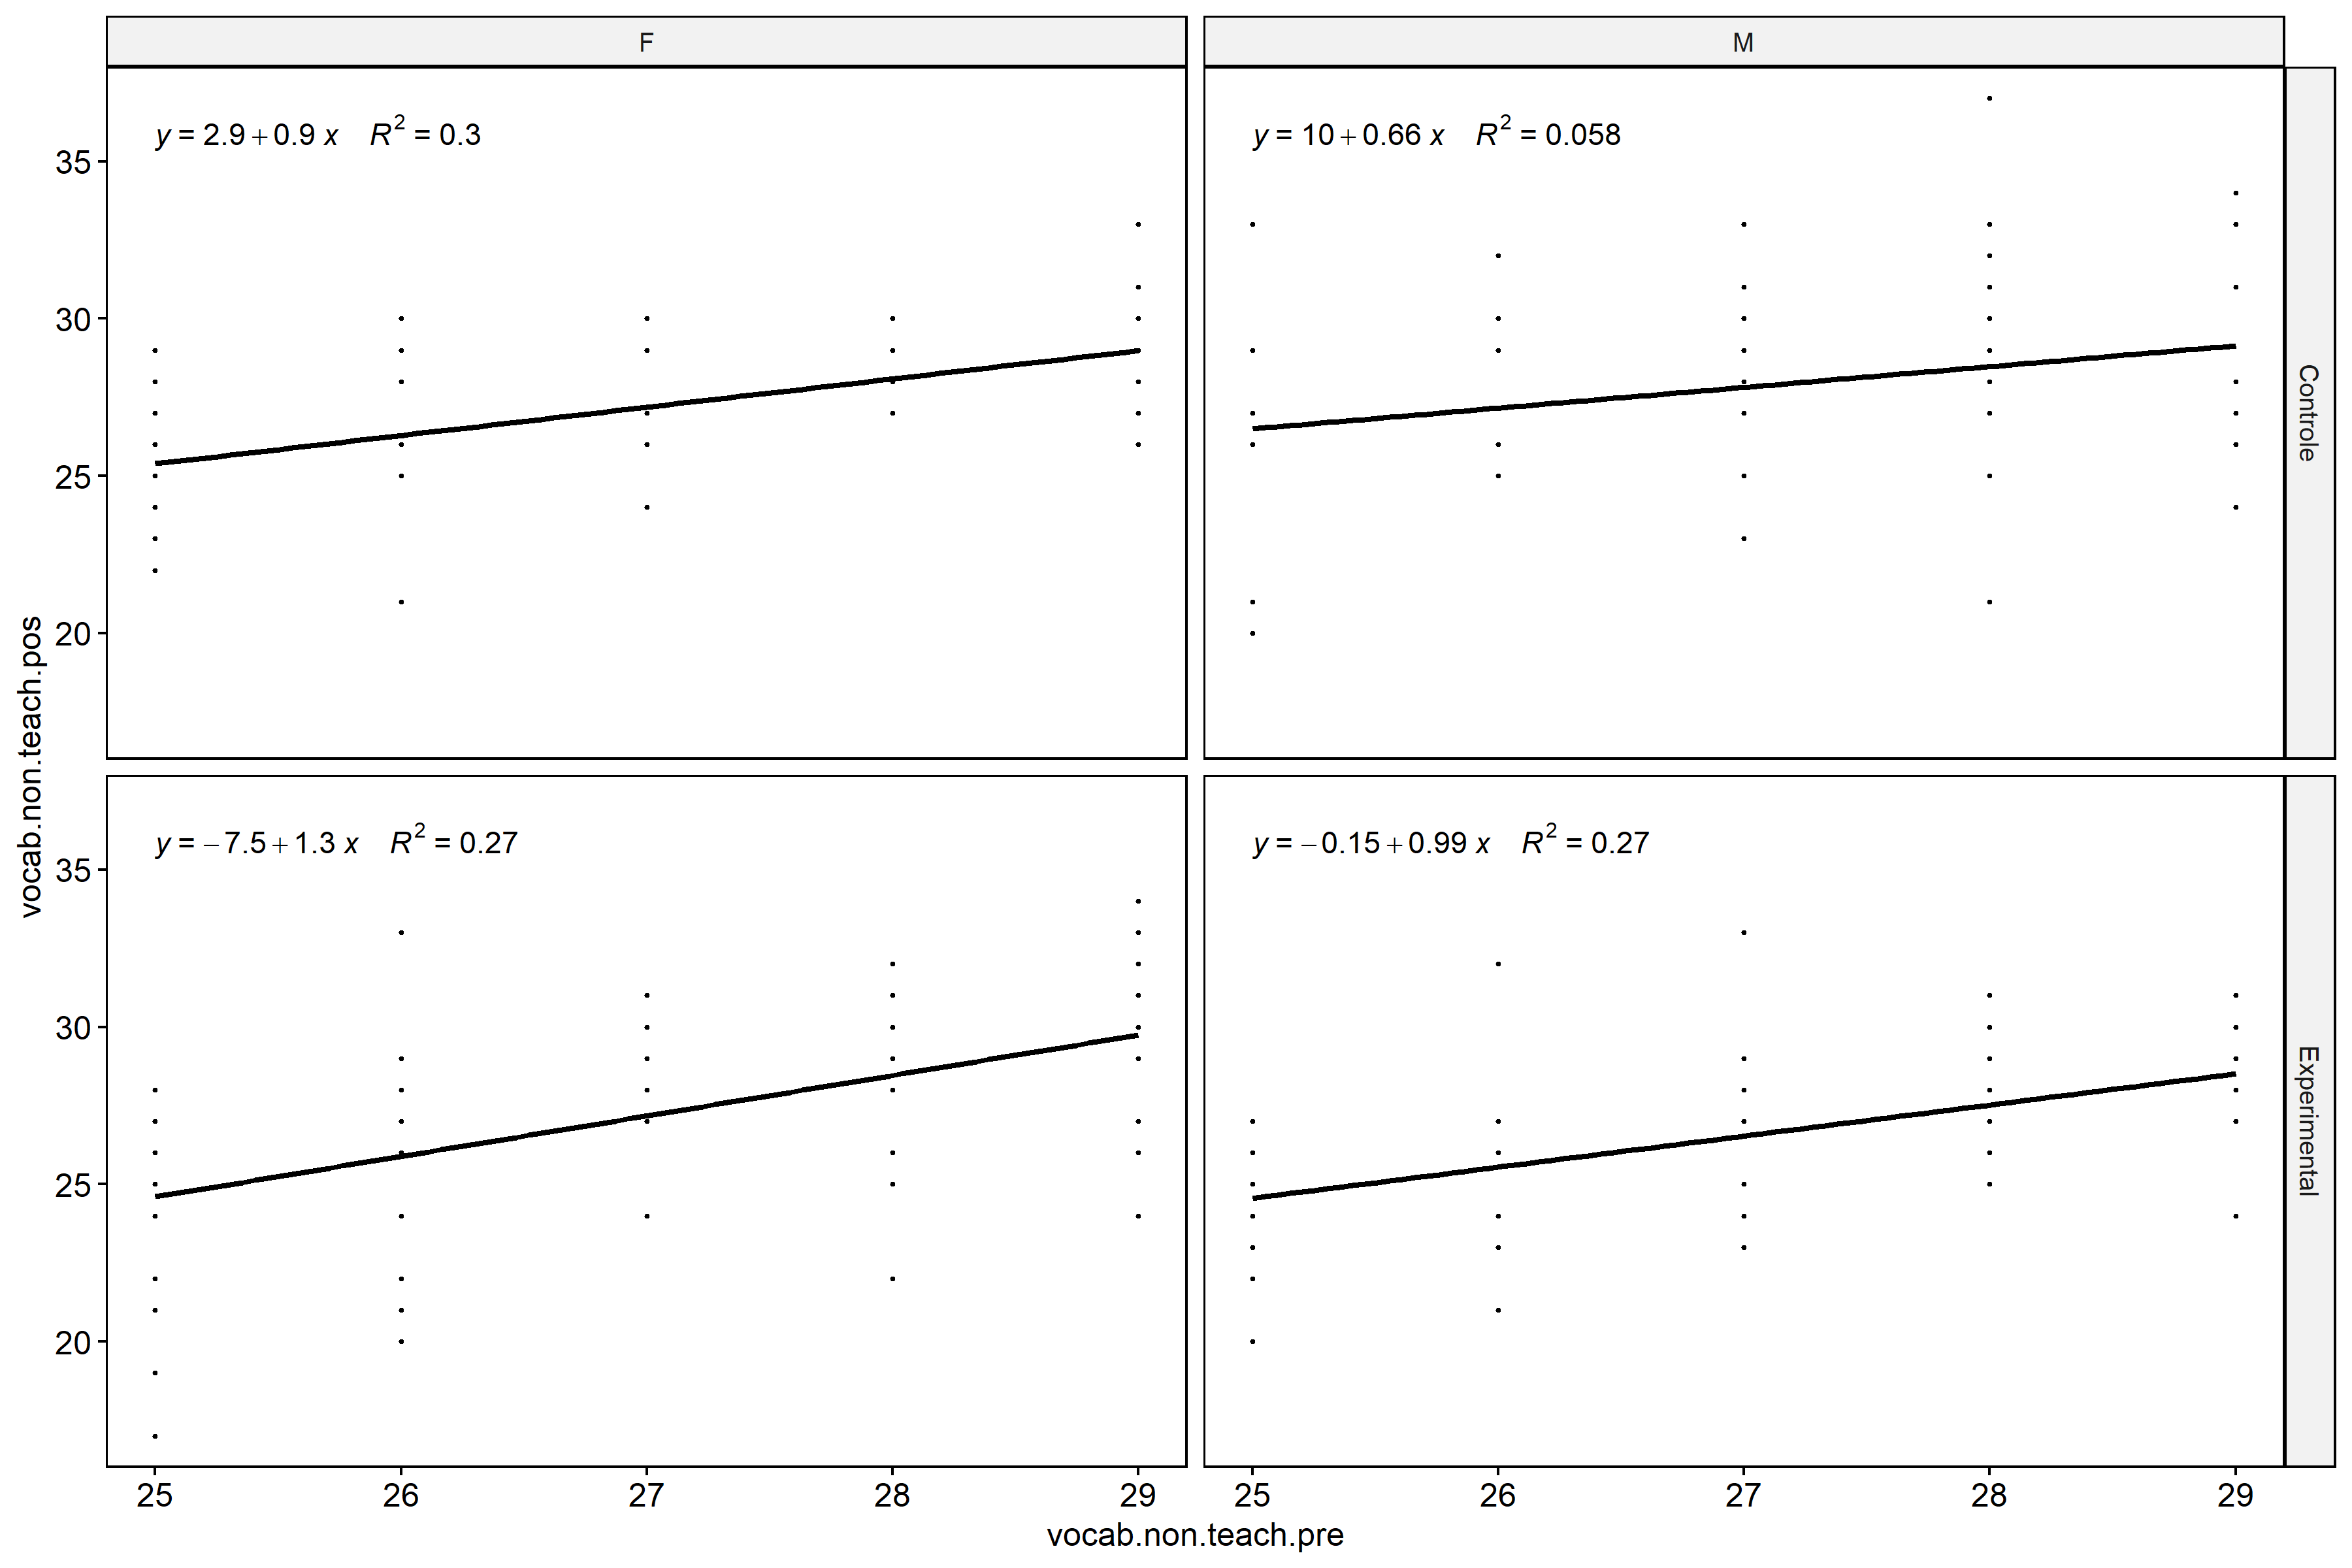 F
M
y = 2.9 + 0.9 x R² = 0.3
y = 10 + 0.66 x R² = 0.058
35
30
25
20
Controle
vocab.non.teach.pos
y = −7.5 + 1.3 x R² = 0.27
y = −0.15 + 0.99 x R² = 0.27
35
30
25
20
Experimental
25 26 27 28 29
25 26 27 28 29
vocab.non.teach.pre